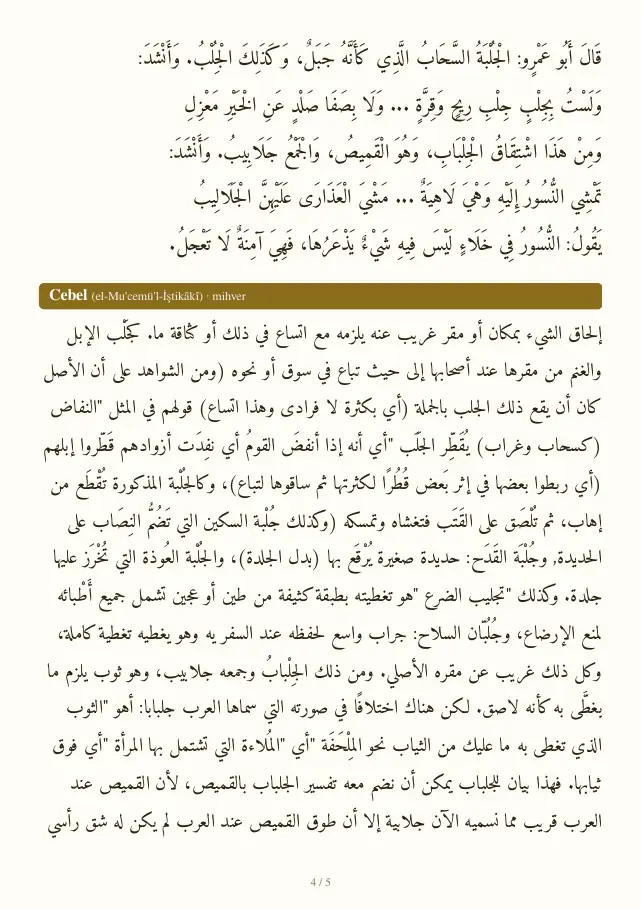 قَالَ أَبُو عَمْرٍو: الْجُلْبَةُ السَّحَابُ الَّذِي كَأَنَّهُ جَبَلٌ، وَكَذَلِكَ الْجُلْبُ. وَأَنْشَدَ:
وَلَسْتُ بِجِلْبٍ جِلْبِ رِيحٍ وَقِرَّةٍ ... وَلَا بِصَفَا صَلْدٍ عَنِ الْخَيْرِ مَعْزِلِ
وَمِنْ هَذَا اشْتِقَاقُ الْجِلْبَابِ، وَهُوَ الْقَمِيصُ، وَالْجَمْعُ جَلَابِيبُ. وَأَنْشَدَ:
تَمْشِي النُّسُورُ إِلَيْهِ وَهْيَ لَاهِيَةٌ ... مَشْيَ الْعَذَارَى عَلَيْهِنَّ الْجَلَالِيبُ
يَقُولُ: النُّسُورُ فِي خَلَاءٍ لَيْسَ فِيهِ شَيْءٌ يَذْعَرُهَا، فَهِيَ آمِنَةٌ لَا تَعْجَلُ.
Cebel (el-Mu'cemü'l-İştikâkî) · mihver
إلحاق الشيء بمكان أو مقر غريب عنه يلزمه مع اتساع في ذلك أو كثافة ما. كجَلْب الإبل
والغنم من مقرها عند أصحابها إلى حيث تباع في سوق أو نحوه (ومن الشواهد على أن الأصل
كان أن يقع ذلك الجلب بالجملة (أي بكثرة لا فرادى وهذا اتساع) قولهم في المثل "النفاض
(كسحاب وغراب) يُقَطِّر الجَلَب "أي أنه إذا أنفضَ القومُ أي نفِدَت أزوادهم قَطّروا إبلهم
(أي ربطوا بعضها في إثر بَعض قُطُرًا لكثرتها ثم ساقوها لتباع)، وكالجُلْبة المذكورة تُقْطَع من
إهاب، ثم تُلْصَق على القَتَب فتغشاه وتمسكه (وكذلك جُلْبة السكين التي تَضُمُّ النِصَاب على
الحديدة, وجُلْبَة القَدَح: حديدة صغيرة يُرْقَع بها (بدل الجلدة)، والجُلْبة العُوذة التي تُخْرَز عليها
جلدة. وكذلك "تجليب الضرع "هو تغطيته بطبقة كثيفة من طين أو عجين تشمل جميع أَطْبائه
لمنع الإرضاع، وجُلُبّان السلاح: جراب واسع لحفظه عند السفر يه وهو يغطيه تغطية كاملة،
وكل ذلك غريب عن مقره الأصلي. ومن ذلك الجِلْبابُ وجمعه جلابيب، وهو ثوب يلزم ما
يغطَّى به كأنه لاصق. لكن هناك اختلافًا في صورته التي سماها العرب جلبابا: أهو "الثوب
الذي تغطى به ما عليك من الثياب نحو المِلْحَفَة "أي "المُلاءة التي تشتمل بها المرأة "أي فوق
ثيابها. فهذا بيان للجلباب يمكن أن نضم معه تفسير الجلباب بالقميص، لأن القميص عند
العرب قريب مما نسميه الآن جلابية إلا أن طوق القميص عند العرب لم يكن له شق رأسي
4 / 5